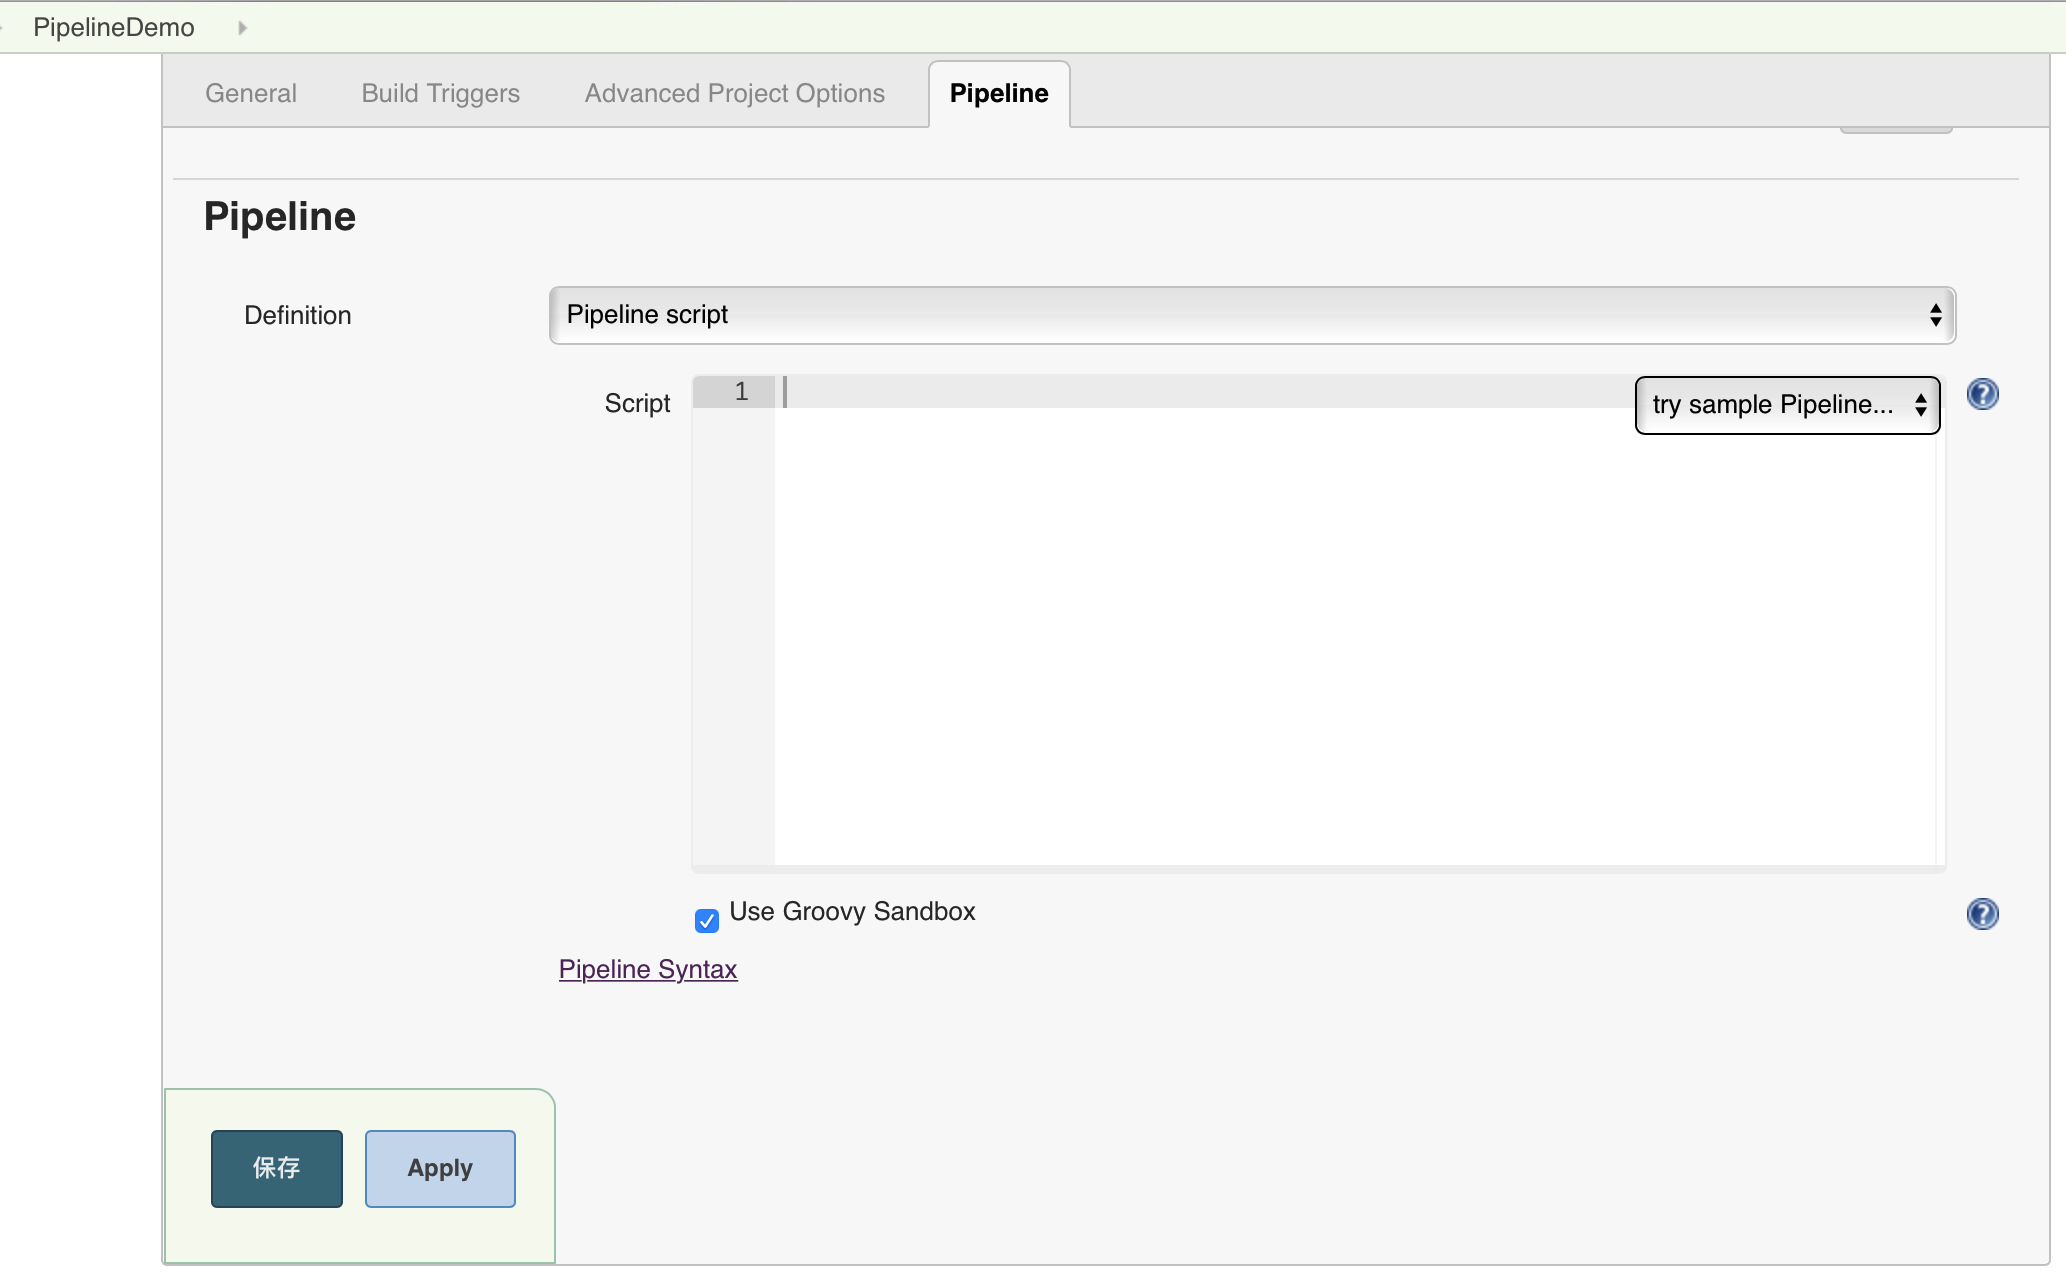 PipelineDemo
General Build Triggers Advanced Project Options Pipeline
Pipeline
Definition Pipeline script
Script 1 try sample Pipeline...
Use Groovy Sandbox
Pipeline Syntax
保存 Apply